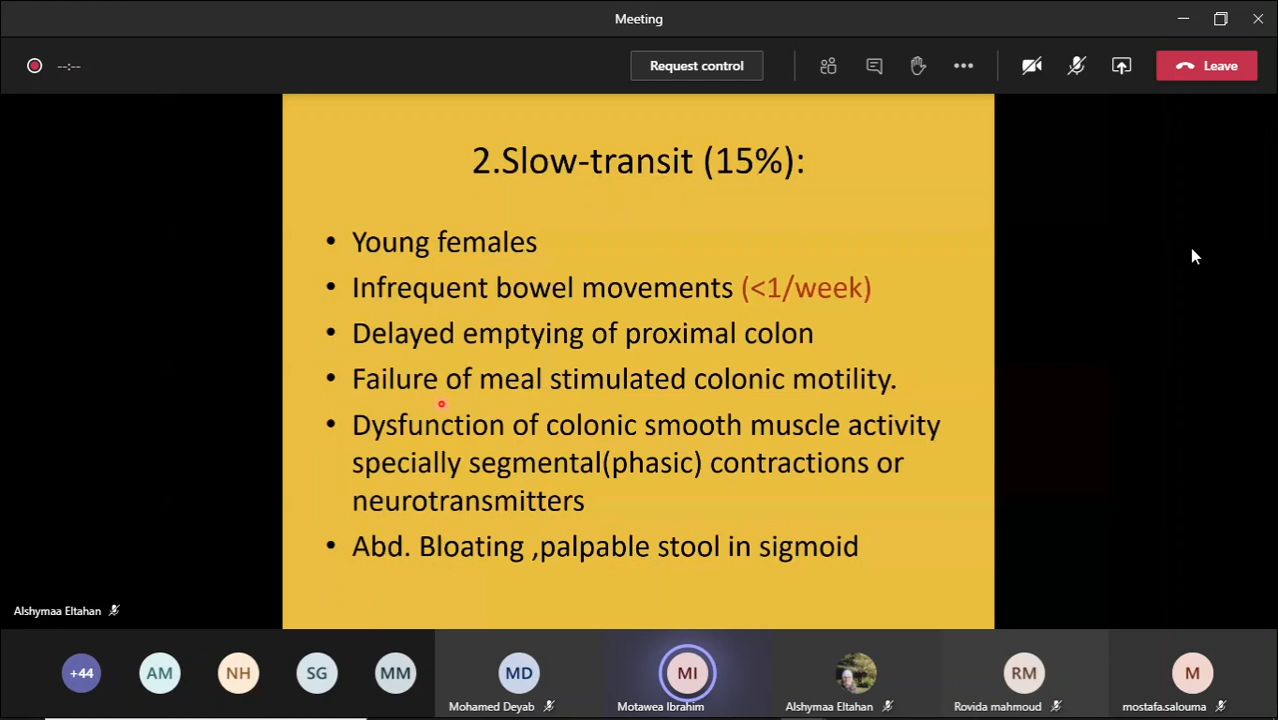 Meeting
--:--
Request control
Leave
2.Slow-transit (15%):
• Young females
• Infrequent bowel movements (<1/week)
• Delayed emptying of proximal colon
• Failure of meal stimulated colonic motility.
• Dysfunction of colonic smooth muscle activity
specially segmental(phasic) contractions or
neurotransmitters
• Abd. Bloating ,palpable stool in sigmoid
Alshymaa Eltahan
+44
AM
NH
SG
MM
MD
MI
RM
M
Mohamed Deyab
Motawea Ibrahim
Alshymaa Eltahan
Rovida mahmoud
mostafa.salouma